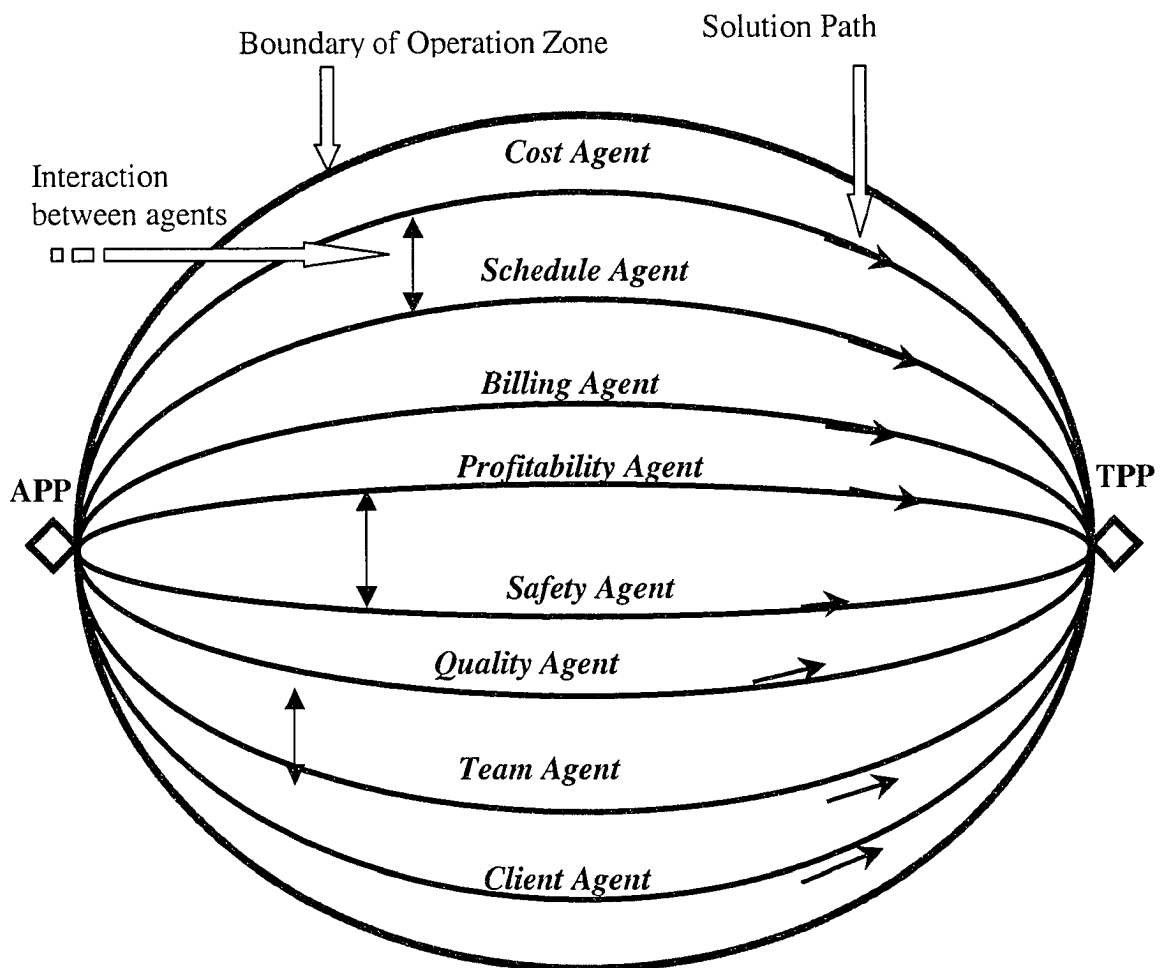 Solution Path
Boundary of Operation Zone
Cost Agent
Interaction
between agents
Schedule Agent
Billing Agent
Profitability Agent
APP
TPP
Safety Agent
Quality Agent
Team Agent
Client Agent